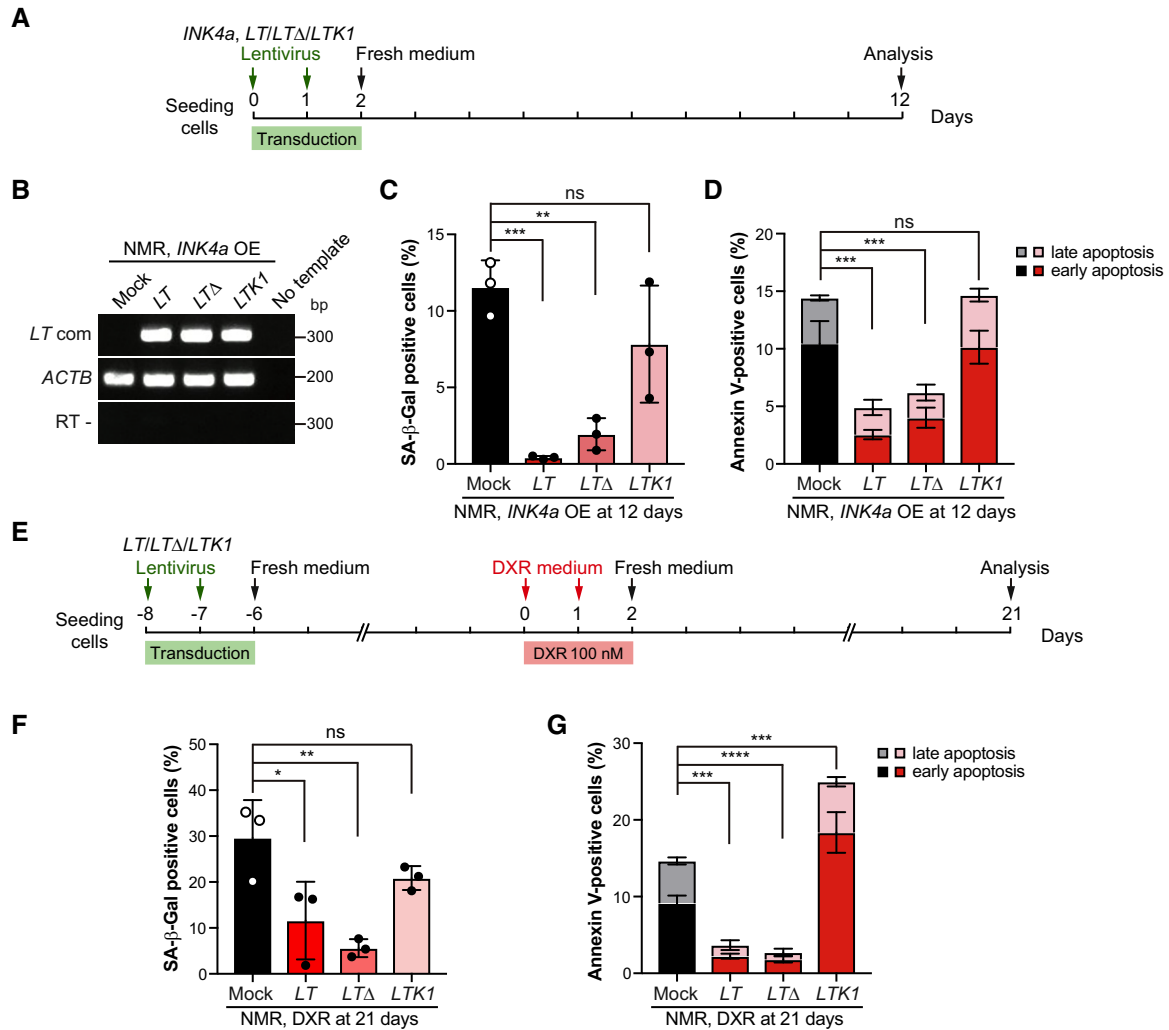 A
INK4a, LT/LTΔ/LTK1
Lentivirus
Fresh medium
Analysis
Seeding cells
0
1
2
12
Days
Transduction
B
NMR, INK4a OE
Mock
LT
LTΔ
LTK1
No template
bp
LT com
300
ACTB
200
RT -
300
C
SA-β-Gal positive cells (%)
15
10
5
0
ns
**
***
Mock LT LTΔ LTK1
NMR, INK4a OE at 12 days
D
Annexin V-positive cells (%)
20
15
10
5
0
ns
***
***
late apoptosis
early apoptosis
Mock LT LTΔ LTK1
NMR, INK4a OE at 12 days
E
LT/LTΔ/LTK1
Lentivirus
Fresh medium
DXR medium
Fresh medium
Analysis
Seeding cells
-8
-7
-6
0
1
2
21
Days
Transduction
DXR 100 nM
F
SA-β-Gal positive cells (%)
50
40
30
20
10
0
ns
**
*
Mock LT LTΔ LTK1
NMR, DXR at 21 days
G
Annexin V-positive cells (%)
30
20
10
0
***
****
***
late apoptosis
early apoptosis
Mock LT LTΔ LTK1
NMR, DXR at 21 days